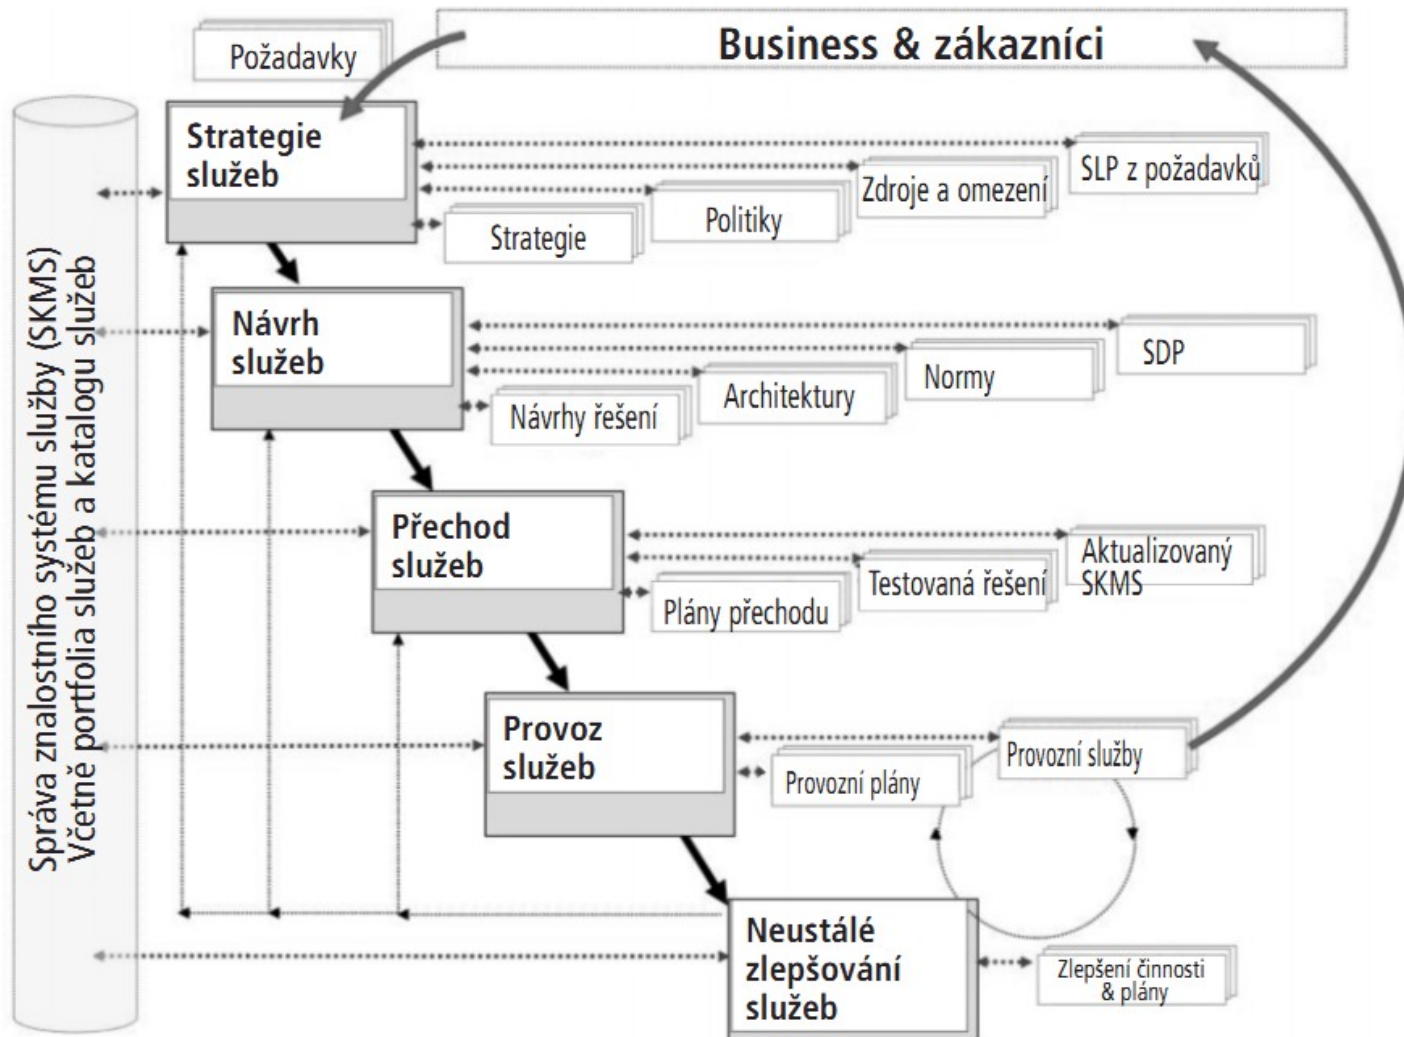 Požadavky
Business & zákazníci
Strategie
služeb
SLP z požadavků
Zdroje a omezení
Politiky
Strategie
Správa znalostního systému služby (SKMS)
Včetně portfolia služeb a katalogu služeb
Návrh
služeb
SDP
Normy
Architektury
Návrhy řešení
Přechod
služeb
Aktualizovaný
SKMS
Testovaná řešení
Plány přechodu
Provoz
služeb
Provozní služby
Provozní plány
Neustálé
zlepšování
služeb
Zlepšení činnosti
& plány